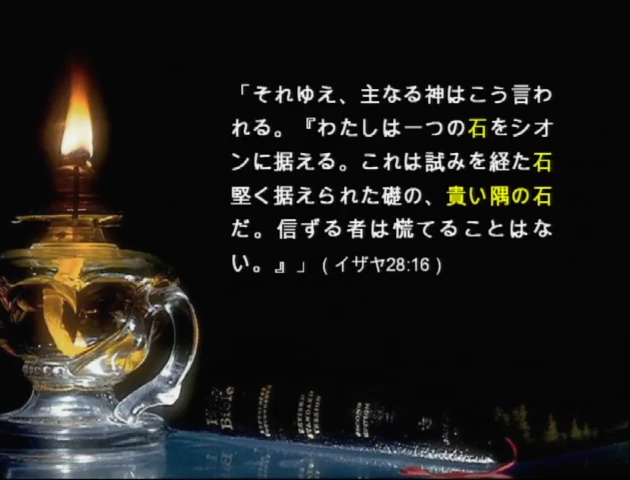 「それゆえ、主なる神はこう言わ
れる。『わたしは一つの石をシオ
ンに据える。これは試みを経た石
堅く据えられた礎の、貴い隅の石
だ。信ずる者は慌てることはな
い。』」（イザヤ28:16）